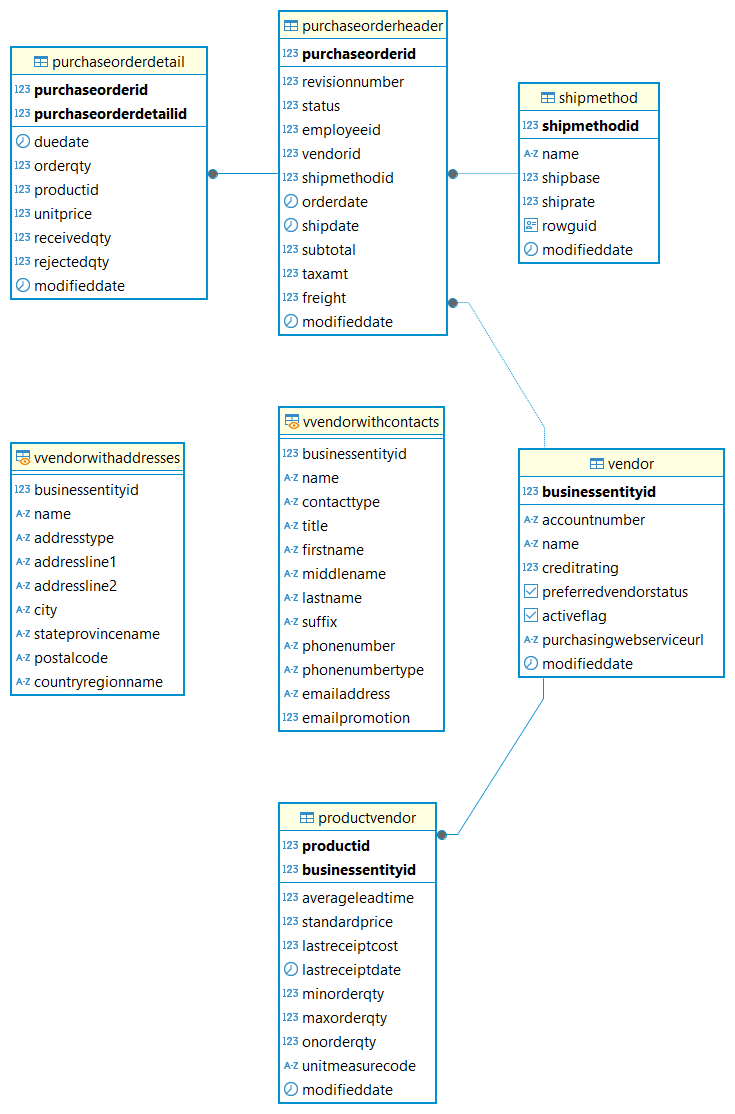 purchaseorderdetail
123 purchaseorderid
123 purchaseorderdetailid
duedate
123 orderqty
123 productid
123 unitprice
123 receivedqty
123 rejectedqty
modifieddate
purchaseorderheader
123 purchaseorderid
123 revisionnumber
123 status
123 employeeid
123 vendorid
123 shipmethodid
orderdate
shipdate
123 subtotal
123 taxamt
123 freight
modifieddate
shipmethod
123 shipmethodid
A-Z name
123 shipbase
123 shiprate
rowguid
modifieddate
vvendorwithaddresses
123 businessentityid
A-Z name
A-Z addresstype
A-Z addressline1
A-Z addressline2
A-Z city
A-Z stateprovincename
A-Z postalcode
A-Z countryregionname
vvendorwithcontacts
123 businessentityid
A-Z name
A-Z contacttype
A-Z title
A-Z firstname
A-Z middlename
A-Z lastname
A-Z suffix
A-Z phonenumber
A-Z phonenumbertype
A-Z emailaddress
123 emailpromotion
vendor
123 businessentityid
A-Z accountnumber
A-Z name
123 creditrating
preferredvendorstatus
activeflag
A-Z purchasingwebserviceurl
modifieddate
productvendor
123 productid
123 businessentityid
123 averageleadtime
123 standardprice
123 lastreceiptcost
lastreceiptdate
123 minorderqty
123 maxorderqty
123 onorderqty
A-Z unitmeasurecode
modifieddate